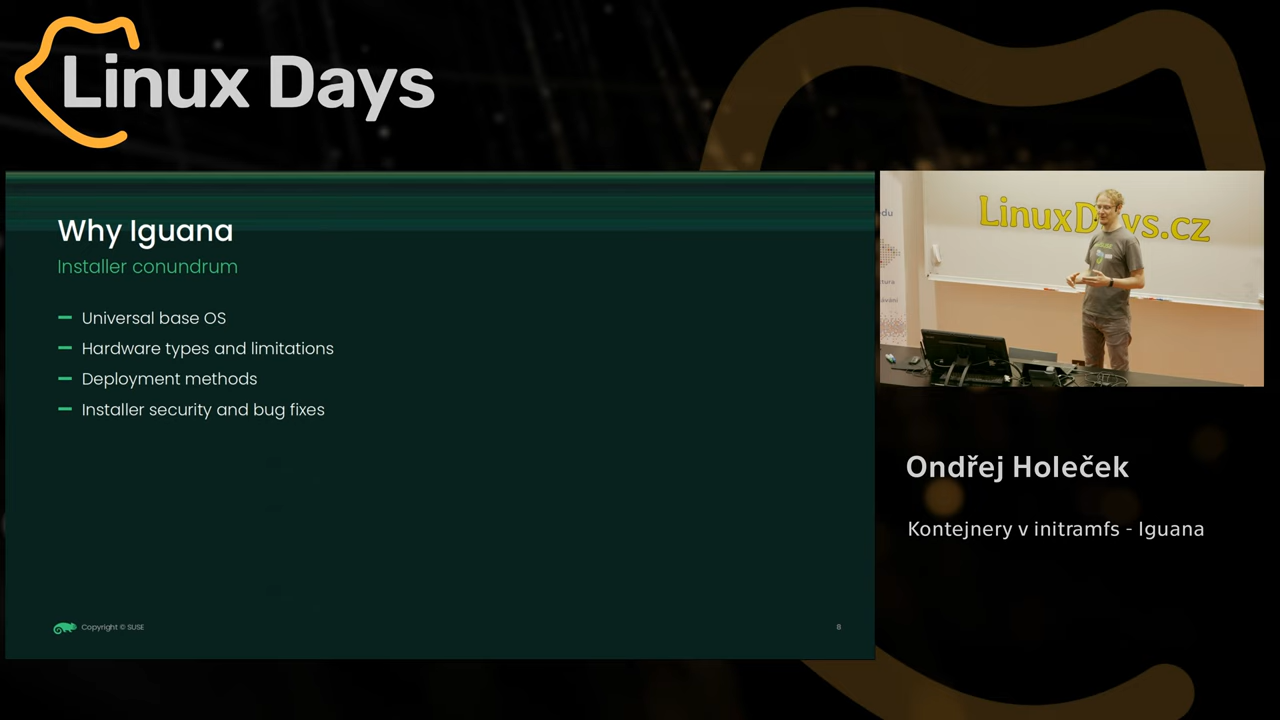 Linux Days
Why Iguana
Installer conundrum
Universal base OS
Hardware types and limitations
Deployment methods
Installer security and bug fixes
Copyright © SUSE
8
LinuxDays.cz
Ondřej Holeček
Kontejnery v initramfs - Iguana